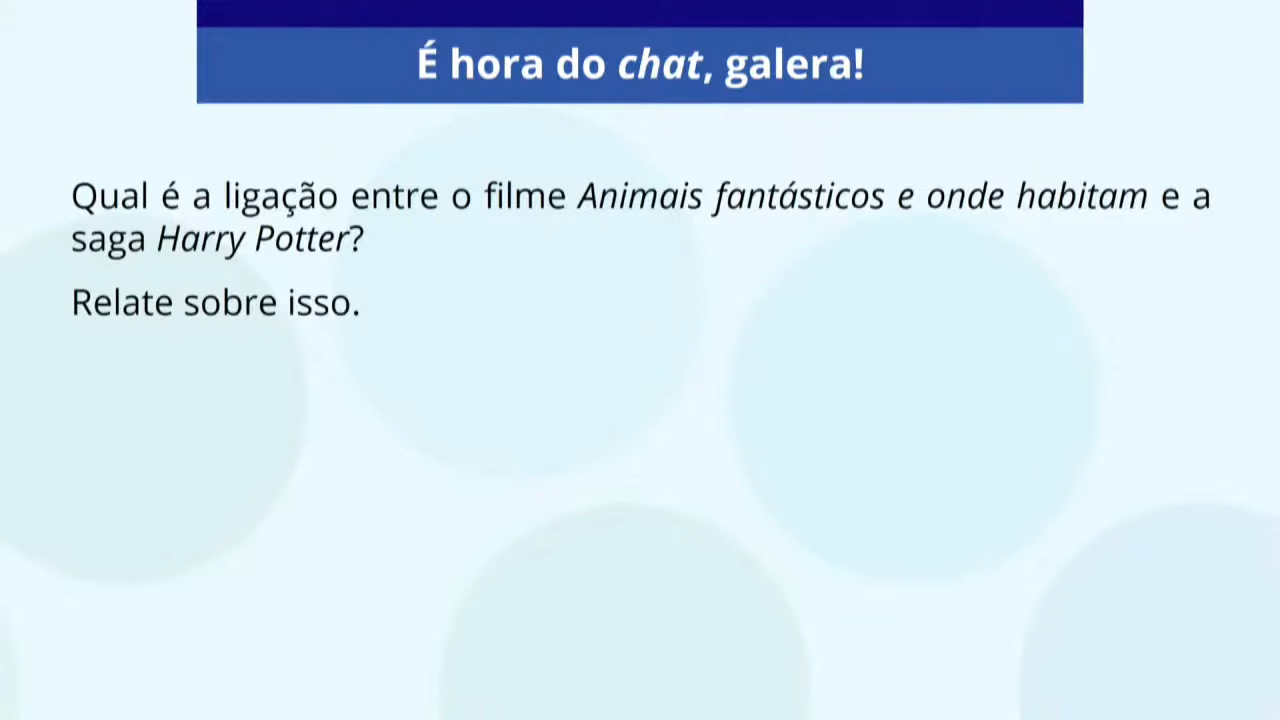 É hora do chat, galera!
Qual é a ligação entre o filme Animais fantásticos e onde habitam e a
saga Harry Potter?
Relate sobre isso.